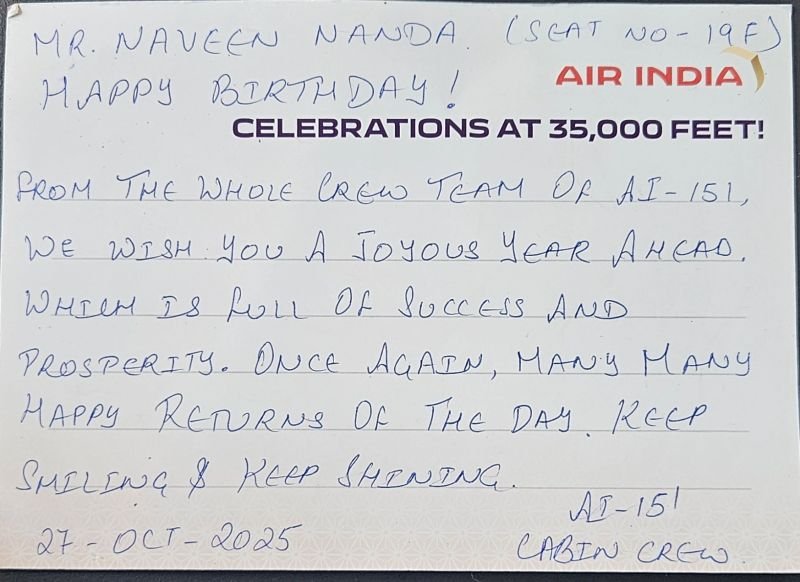 MR. NAVEEN NANDA. (SEAT NO - 19F)
HAPPY BIRTHDAY!
AIR INDIA
CELEBRATIONS AT 35,000 FEET!
FROM THE WHOLE CREW TEAM OF AI-151,
WE WISH YOU A JOYOUS YEAR AHEAD.
WHICH IS FULL OF SUCCESS AND
PROSPERITY. ONCE AGAIN, MANY MANY
HAPPY RETURNS OF THE DAY. KEEP
SMILING & KEEP SHINING.
AI-151
27-OCT-2025
CABIN CREW.